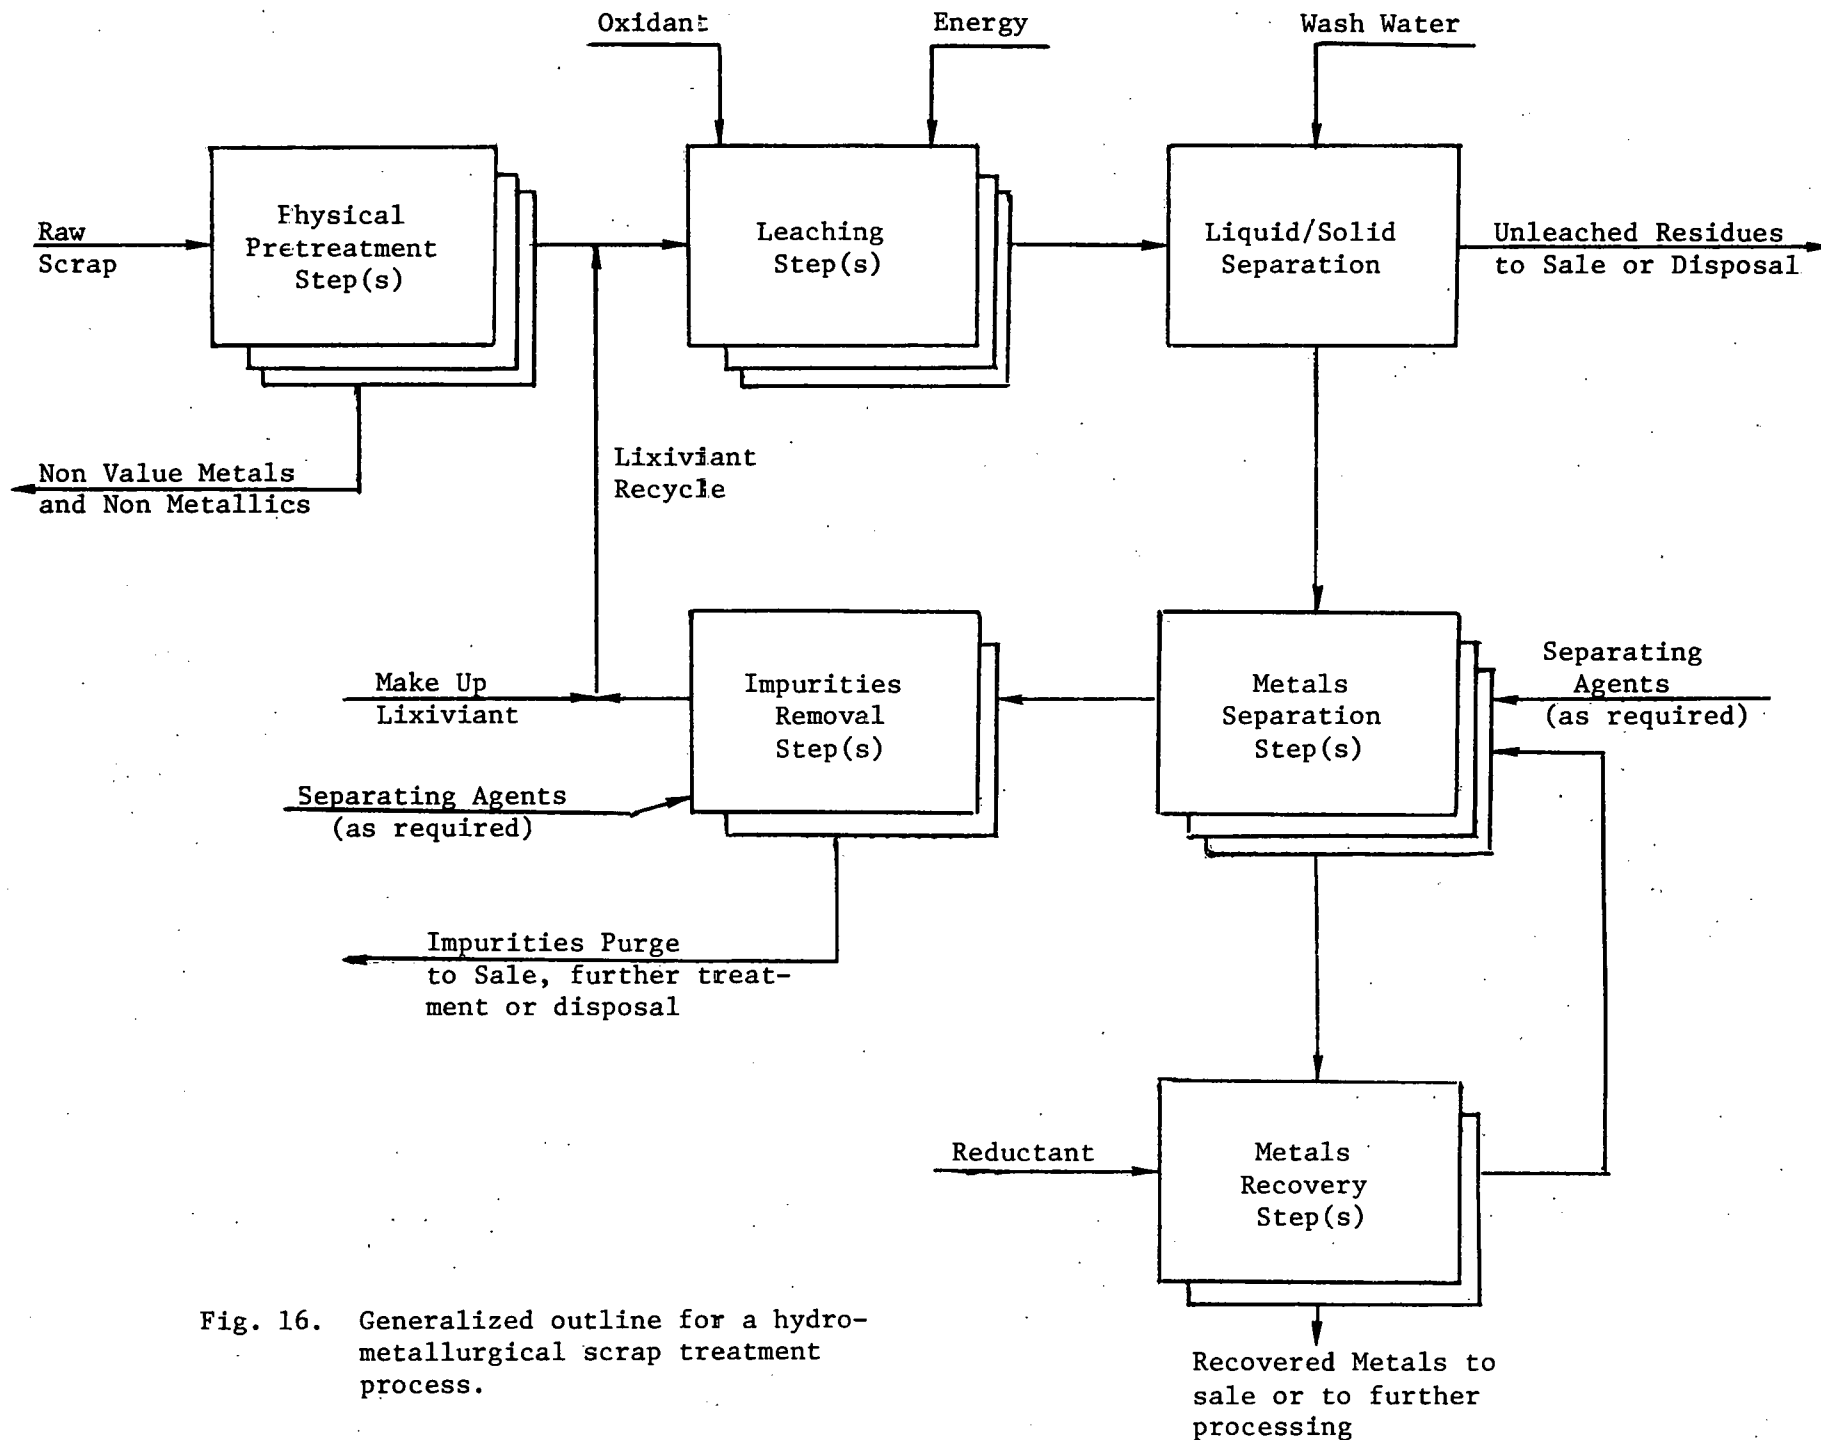 Oxidant
Energy
Wash Water
Raw
Scrap
Physical
Pretreatment
Step(s)
Leaching
Step(s)
Liquid/Solid
Separation
Unleached Residues
to Sale or Disposal
Non Value Metals
and Non Metallics
Lixiviant
Recycle
Make Up
Lixiviant
Impurities
Removal
Step(s)
Metals
Separation
Step(s)
Separating
Agents
(as required)
Separating Agents
(as required)
Impurities Purge
to Sale, further treat-
ment or disposal
Reductant
Metals
Recovery
Step(s)
Fig. 16. Generalized outline for a hydro-
metallurgical scrap treatment
process.
Recovered Metals to
sale or to further
processing